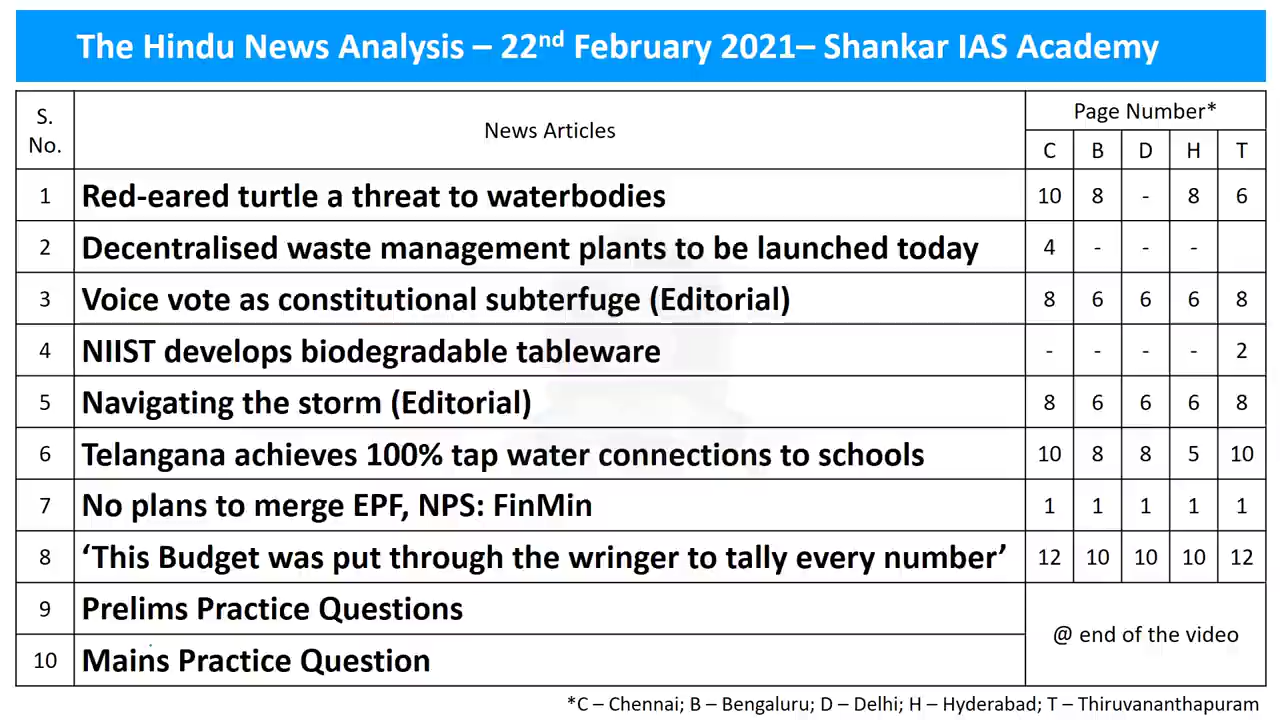 The Hindu News Analysis – 22nd February 2021– Shankar IAS Academy
S. No. News Articles Page Number*
C B D H T
1 Red-eared turtle a threat to waterbodies 10 8 - 8 6
2 Decentralised waste management plants to be launched today 4 - - -
3 Voice vote as constitutional subterfuge (Editorial) 8 6 6 6 8
4 NIIST develops biodegradable tableware - - - - 2
5 Navigating the storm (Editorial) 8 6 6 6 8
6 Telangana achieves 100% tap water connections to schools 10 8 8 5 10
7 No plans to merge EPF, NPS: FinMin 1 1 1 1 1
8 ‘This Budget was put through the wringer to tally every number’ 12 10 10 10 12
9 Prelims Practice Questions
@ end of the video
10 Mains Practice Question
*C – Chennai; B – Bengaluru; D – Delhi; H – Hyderabad; T – Thiruvananthapuram